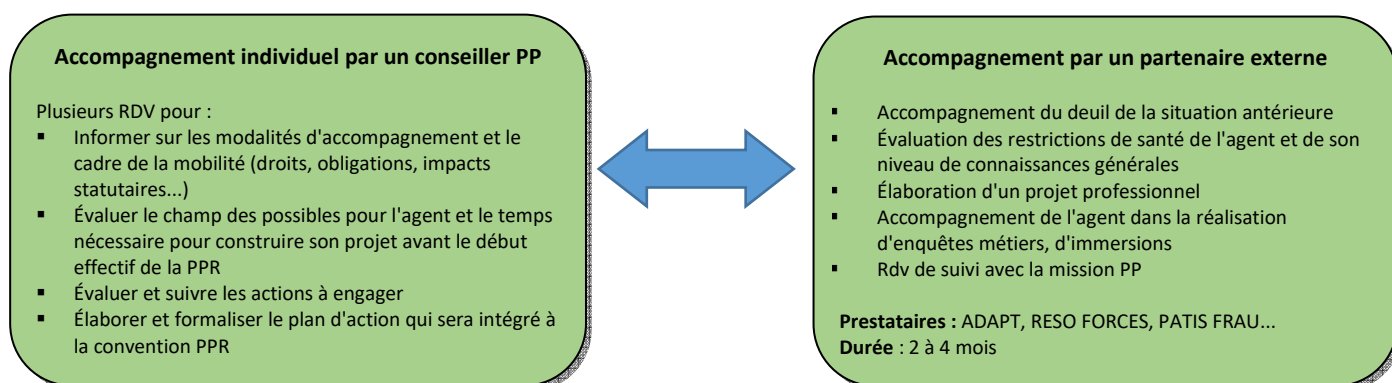 Accompagnement individuel par un conseiller PP
Plusieurs RDV pour :
▪ Informer sur les modalités d'accompagnement et le
cadre de la mobilité (droits, obligations, impacts
statutaires...)
▪ Évaluer le champ des possibles pour l'agent et le temps
nécessaire pour construire son projet avant le début
effectif de la PPR
▪ Évaluer et suivre les actions à engager
▪ Élaborer et formaliser le plan d'action qui sera intégré à
la convention PPR
Accompagnement par un partenaire externe
▪ Accompagnement du deuil de la situation antérieure
▪ Évaluation des restrictions de santé de l'agent et de son
niveau de connaissances générales
▪ Élaboration d'un projet professionnel
▪ Accompagnement de l'agent dans la réalisation
d'enquêtes métiers, d'immersions
▪ Rdv de suivi avec la mission PP
Prestataires : ADAPT, RESO FORCES, PATIS FRAU...
Durée : 2 à 4 mois